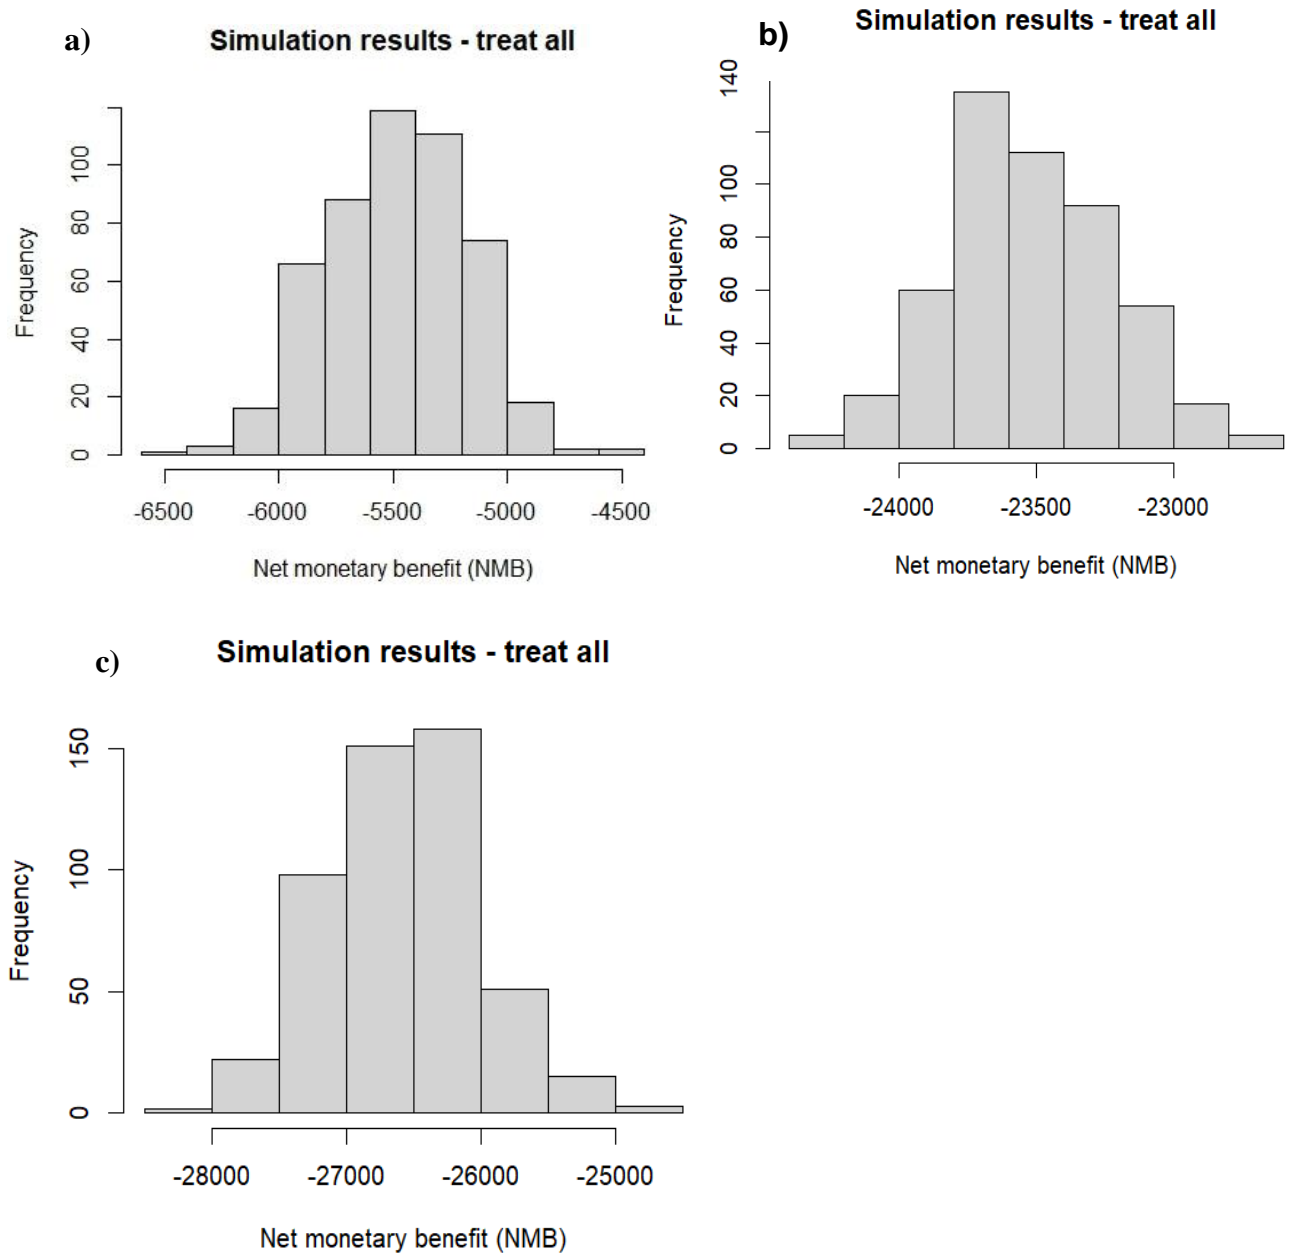 a)
Simulation results - treat all
Frequency
0
20
40
60
80
100
-6500 -6000 -5500 -5000 -4500
Net monetary benefit (NMB)
b)
Simulation results - treat all
Frequency
0
20
40
60
80
100
140
-24000 -23500 -23000
Net monetary benefit (NMB)
c)
Simulation results - treat all
Frequency
0
50
100
150
-28000 -27000 -26000 -25000
Net monetary benefit (NMB)